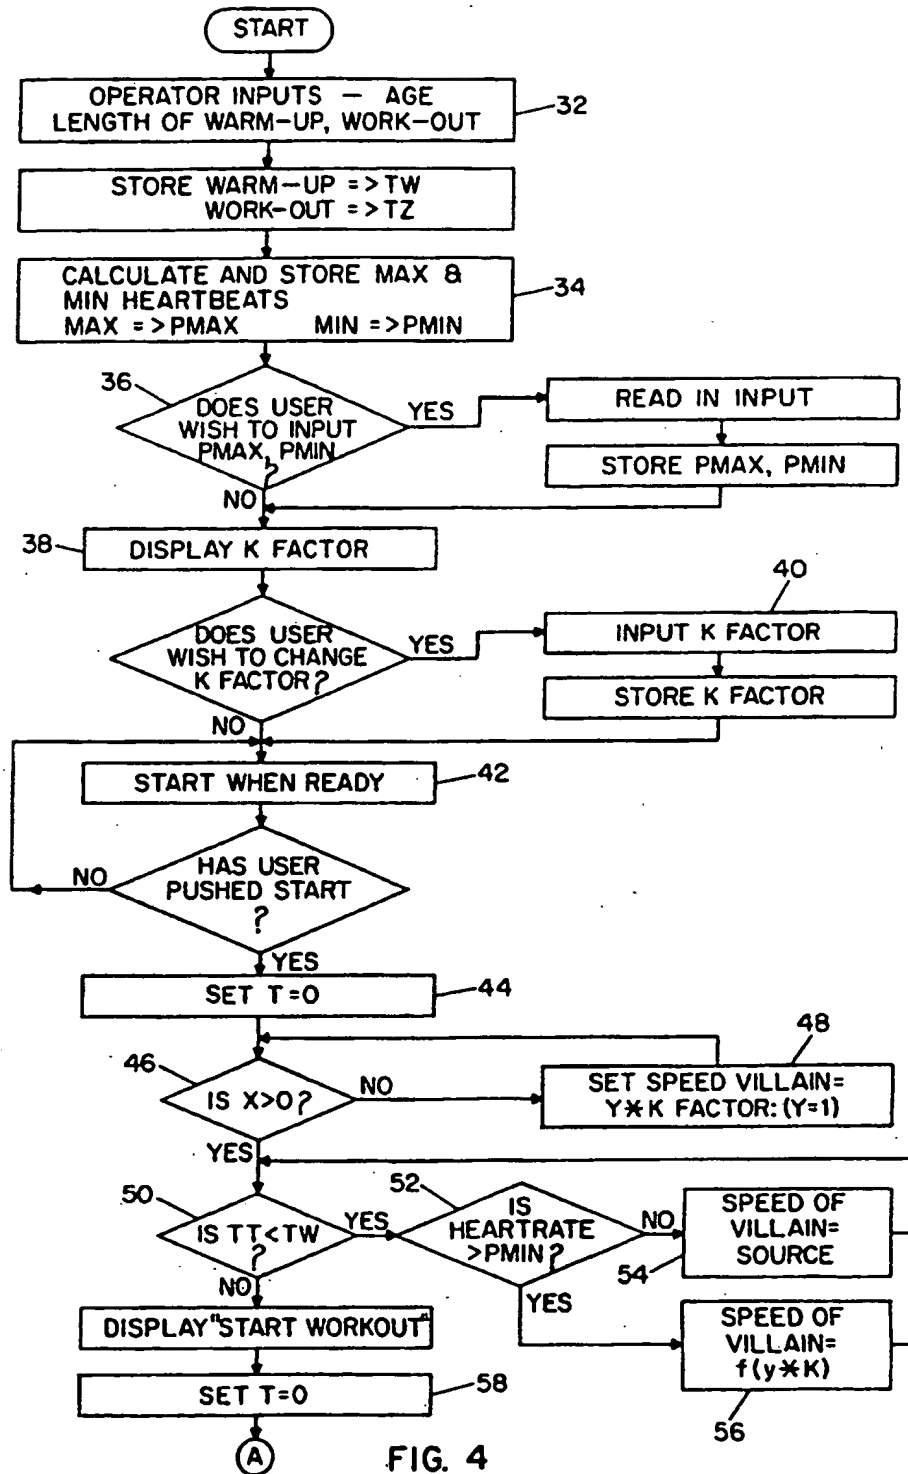 START
OPERATOR INPUTS — AGE
LENGTH OF WARM-UP, WORK-OUT
32
STORE WARM-UP =>TW
WORK-OUT =>TZ
CALCULATE AND STORE MAX &
MIN HEARTBEATS
MAX =>PMAX MIN =>PMIN
34
36
DOES USER
WISH TO INPUT
PMAX, PMIN
?
YES
READ IN INPUT
STORE PMAX, PMIN
NO
38
DISPLAY K FACTOR
DOES USER
WISH TO CHANGE
K FACTOR?
YES
40
INPUT K FACTOR
STORE K FACTOR
NO
START WHEN READY
42
HAS USER
PUSHED START
?
NO
YES
SET T=0
44
46
IS X>0?
NO
48
SET SPEED VILLAIN=
Y*K FACTOR:(Y=1)
YES
50
IS TT<TW
?
YES
52
IS
HEARTRATE
>PMIN?
NO
54
SPEED OF
VILLAIN=
SOURCE
YES
SPEED OF
VILLAIN=
f(y*K)
56
NO
DISPLAY"START WORKOUT"
SET T=0
58
A
FIG. 4